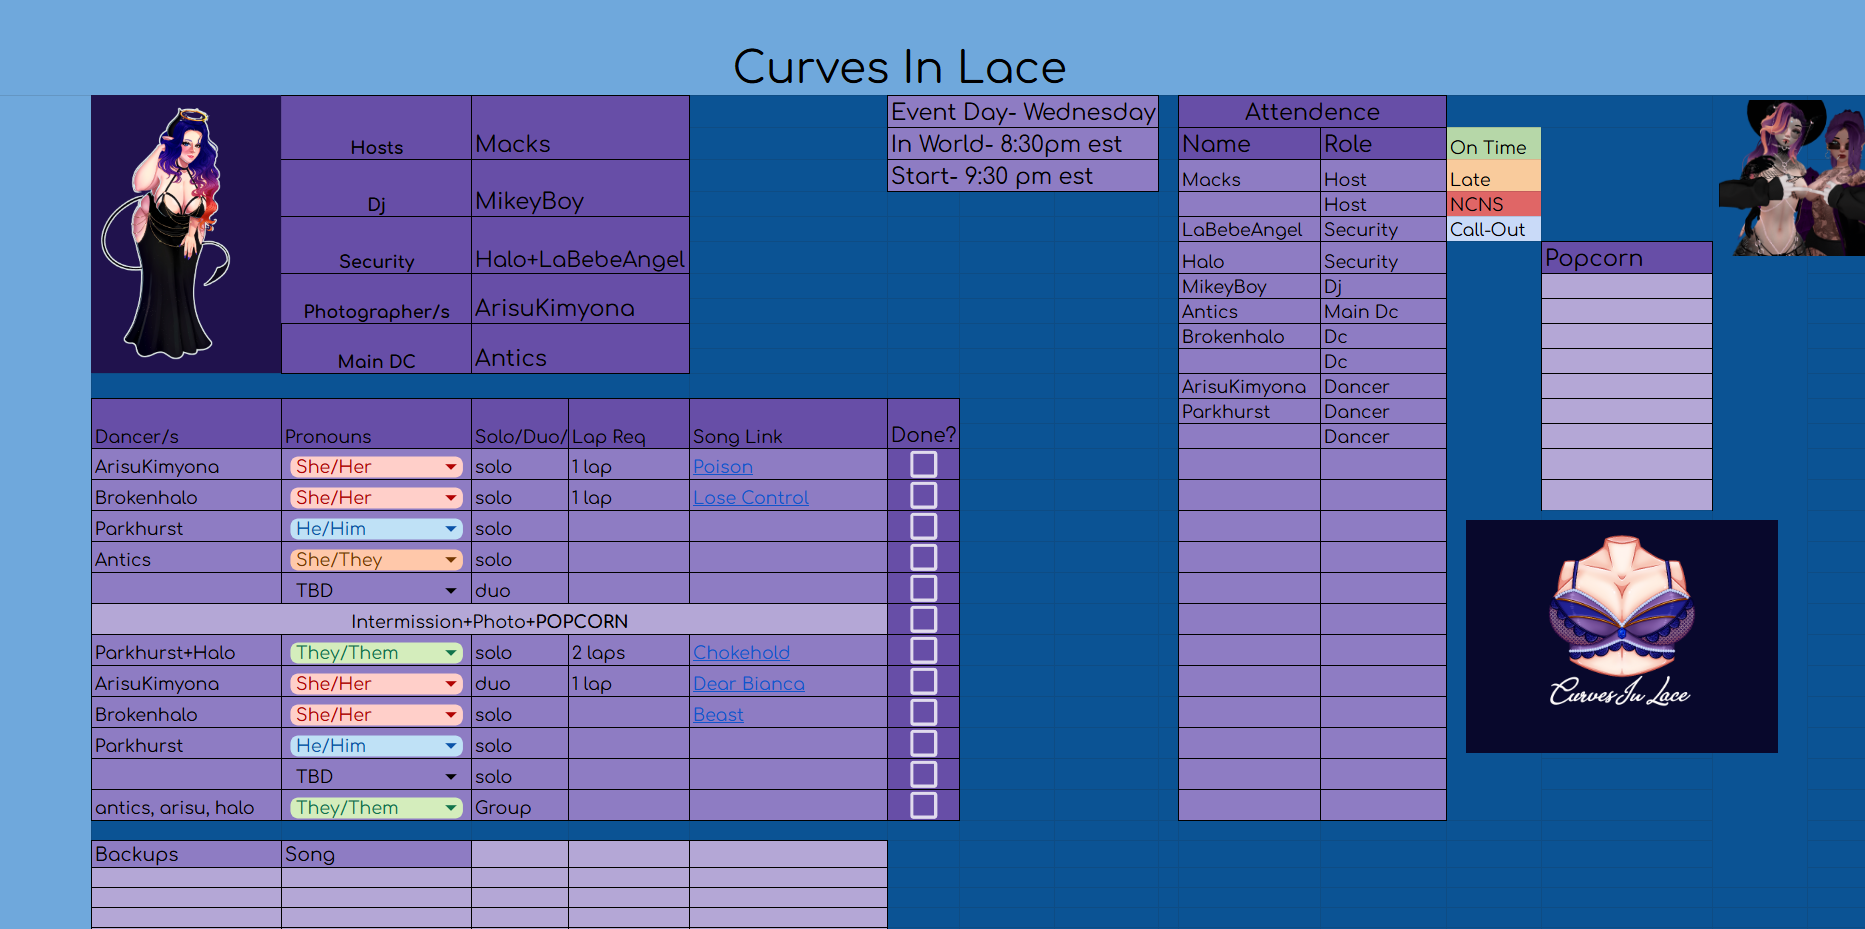 Curves In Lace
Hosts Macks
Dj MikeyBoy
Security Halo+LaBebeAngel
Photographer/s ArisuKimyona
Main DC Antics
Event Day- Wednesday
In World- 8:30pm est
Start- 9:30 pm est
Attendence
Name Role
Macks Host
Host
LaBebeAngel Security
Halo Security
MikeyBoy Dj
Antics Main Dc
Brokenhalo Dc
Dc
ArisuKimyona Dancer
Parkhurst Dancer
Dancer
On Time
Late
NCNS
Call-Out
Popcorn
Dancer/s Pronouns Solo/Duo/ Lap Req Song Link Done?
ArisuKimyona She/Her solo 1 lap Poison
Brokenhalo She/Her solo 1 lap Lose Control
Parkhurst He/Him solo
Antics She/They solo
TBD duo
Intermission+Photo+POPCORN
Parkhurst+Halo They/Them solo 2 laps Chokehold
ArisuKimyona She/Her duo 1 lap Dear Bianca
Brokenhalo She/Her solo Beast
Parkhurst He/Him solo
TBD solo
antics, arisu, halo They/Them Group
Backups Song
Curves In Lace